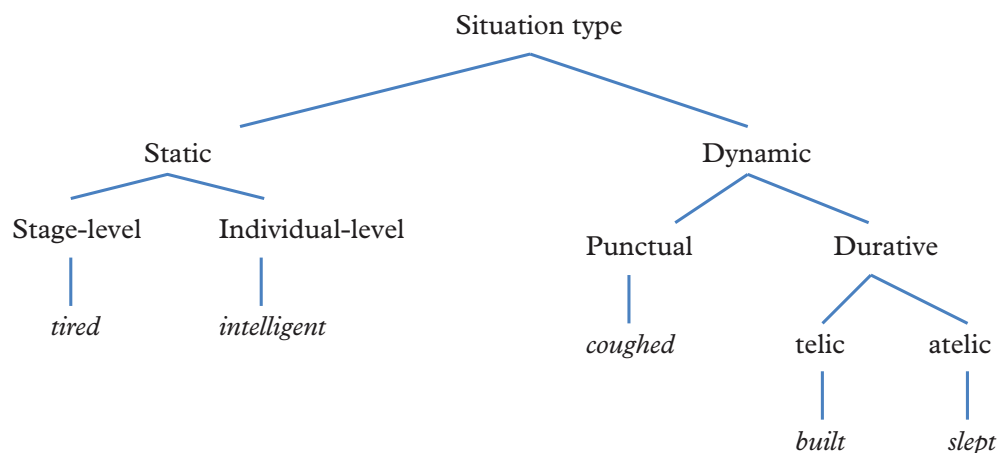 Situation type
Static
Dynamic
Stage-level
Individual-level
Punctual
Durative
tired
intelligent
coughed
telic
atelic
built
slept